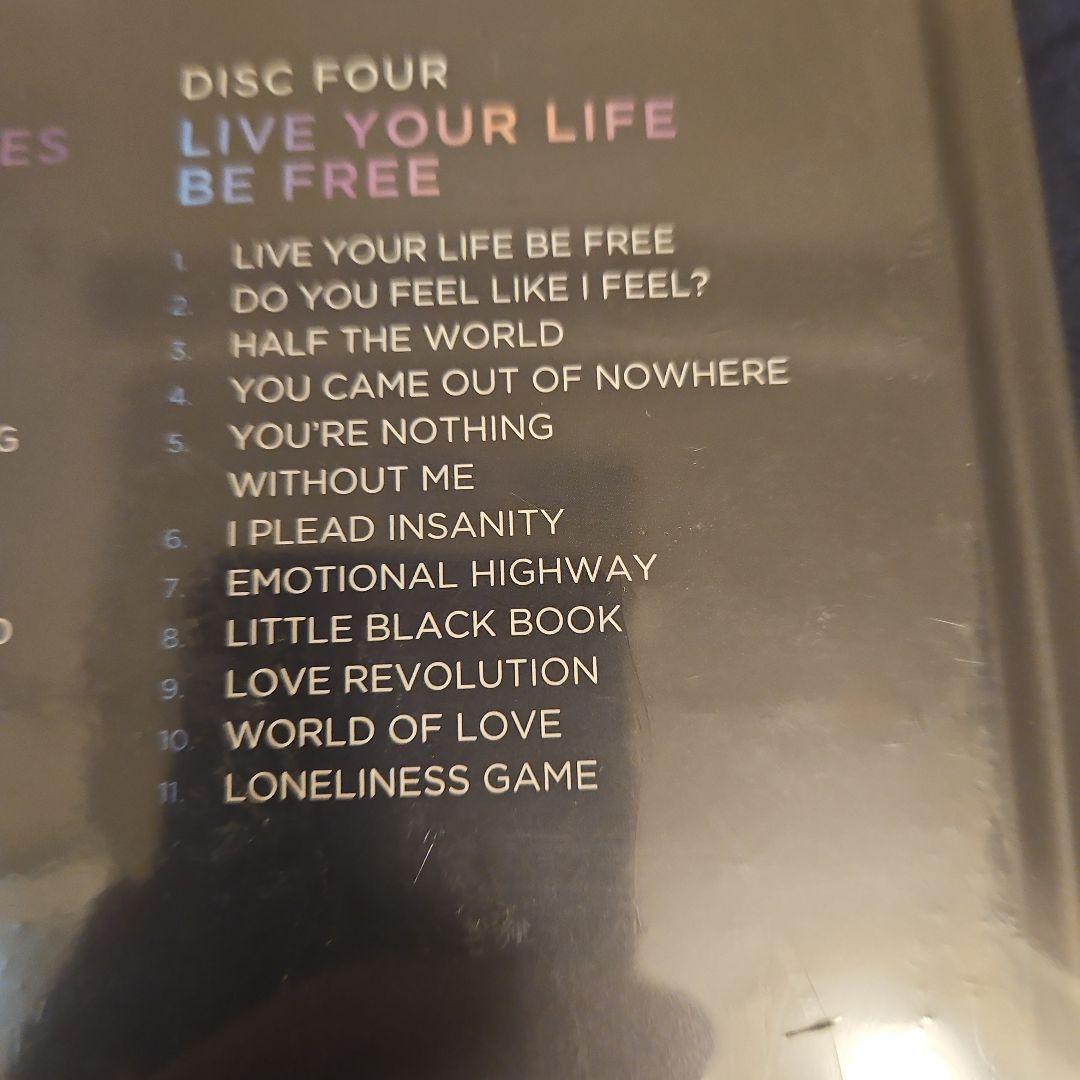 DISC FOUR
LIVE YOUR LIFE
BE FREE
1. LIVE YOUR LIFE BE FREE
2. DO YOU FEEL LIKE I FEEL?
3. HALF THE WORLD
4. YOU CAME OUT OF NOWHERE
5. YOU'RE NOTHING
WITHOUT ME
6. I PLEAD INSANITY
7. EMOTIONAL HIGHWAY
8. LITTLE BLACK BOOK
9. LOVE REVOLUTION
10. WORLD OF LOVE
11. LONELINESS GAME